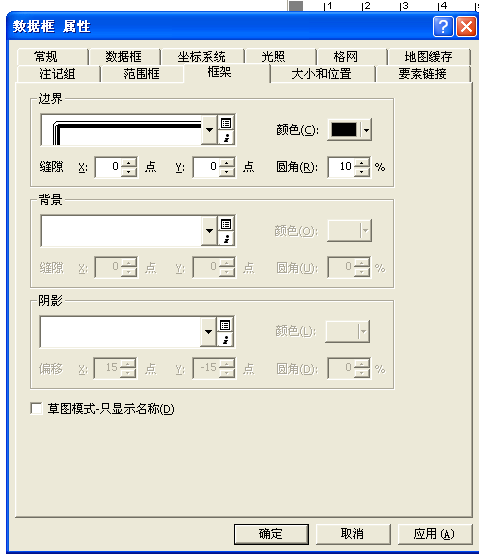 1 2 3 4
数据框 属性
常规 数据框 坐标系统 光照 格网 地图缓存
注记组 范围框 框架 大小和位置 要素链接
边界
颜色(C):
缝隙 X: 0 点 Y: 0 点 圆角(R): 10 %
背景
颜色(O):
缝隙 X: 0 点 Y: 0 点 圆角(U): 0 %
阴影
颜色(L):
偏移 X: 15 点 Y: -15 点 圆角(D): 0 %
草图模式-只显示名称(D)
确定 取消 应用(A)